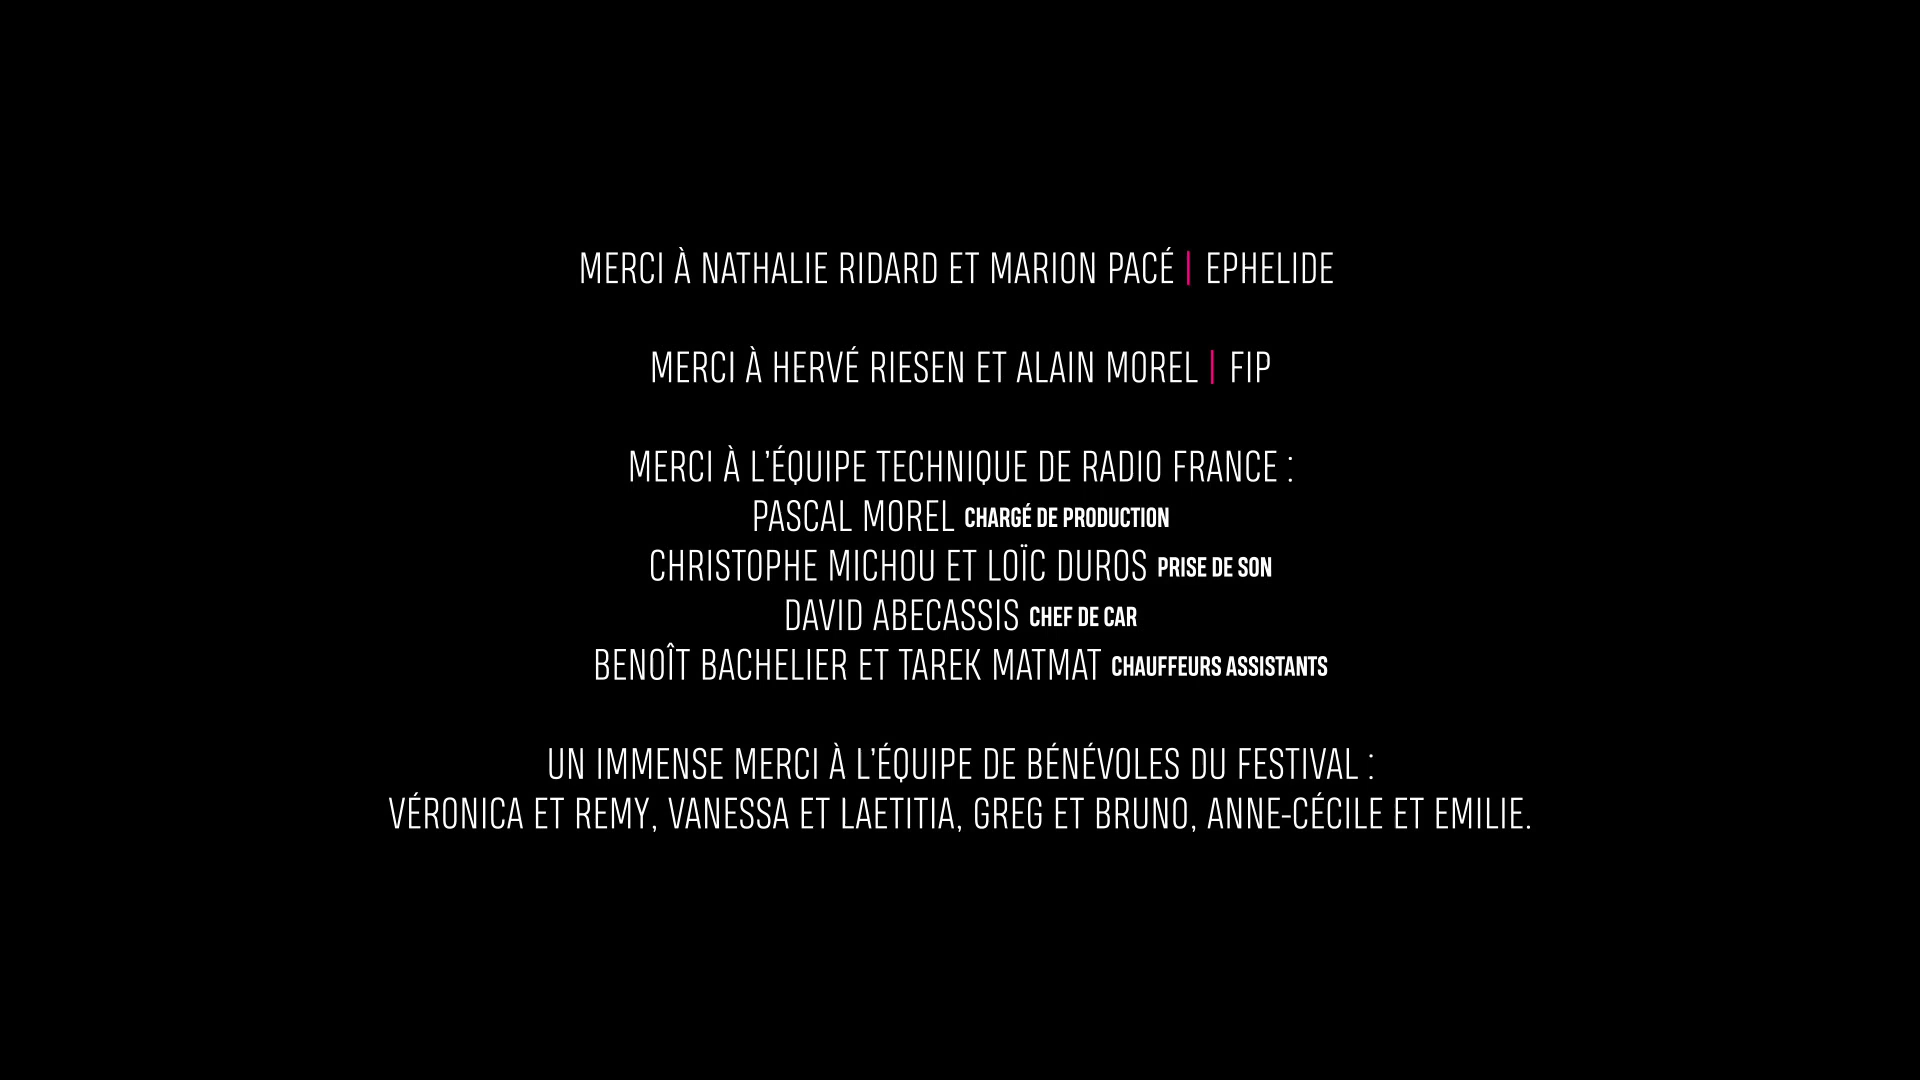 MERCI À NATHALIE RIDARD ET MARION PACÉ | EPHELIDE
MERCI À HERVÉ RIESEN ET ALAIN MOREL | FIP
MERCI À L’ÉQUIPE TECHNIQUE DE RADIO FRANCE :
PASCAL MOREL CHARGÉ DE PRODUCTION
CHRISTOPHE MICHOU ET LOÏC DUROS PRISE DE SON
DAVID ABECASSIS CHEF DE CAR
BENOÎT BACHELIER ET TAREK MATMAT CHAUFFEURS ASSISTANTS
UN IMMENSE MERCI À L’ÉQUIPE DE BÉNÉVOLES DU FESTIVAL :
VÉRONICA ET REMY, VANESSA ET LAETITIA, GREG ET BRUNO, ANNE-CÉCILE ET EMILIE.